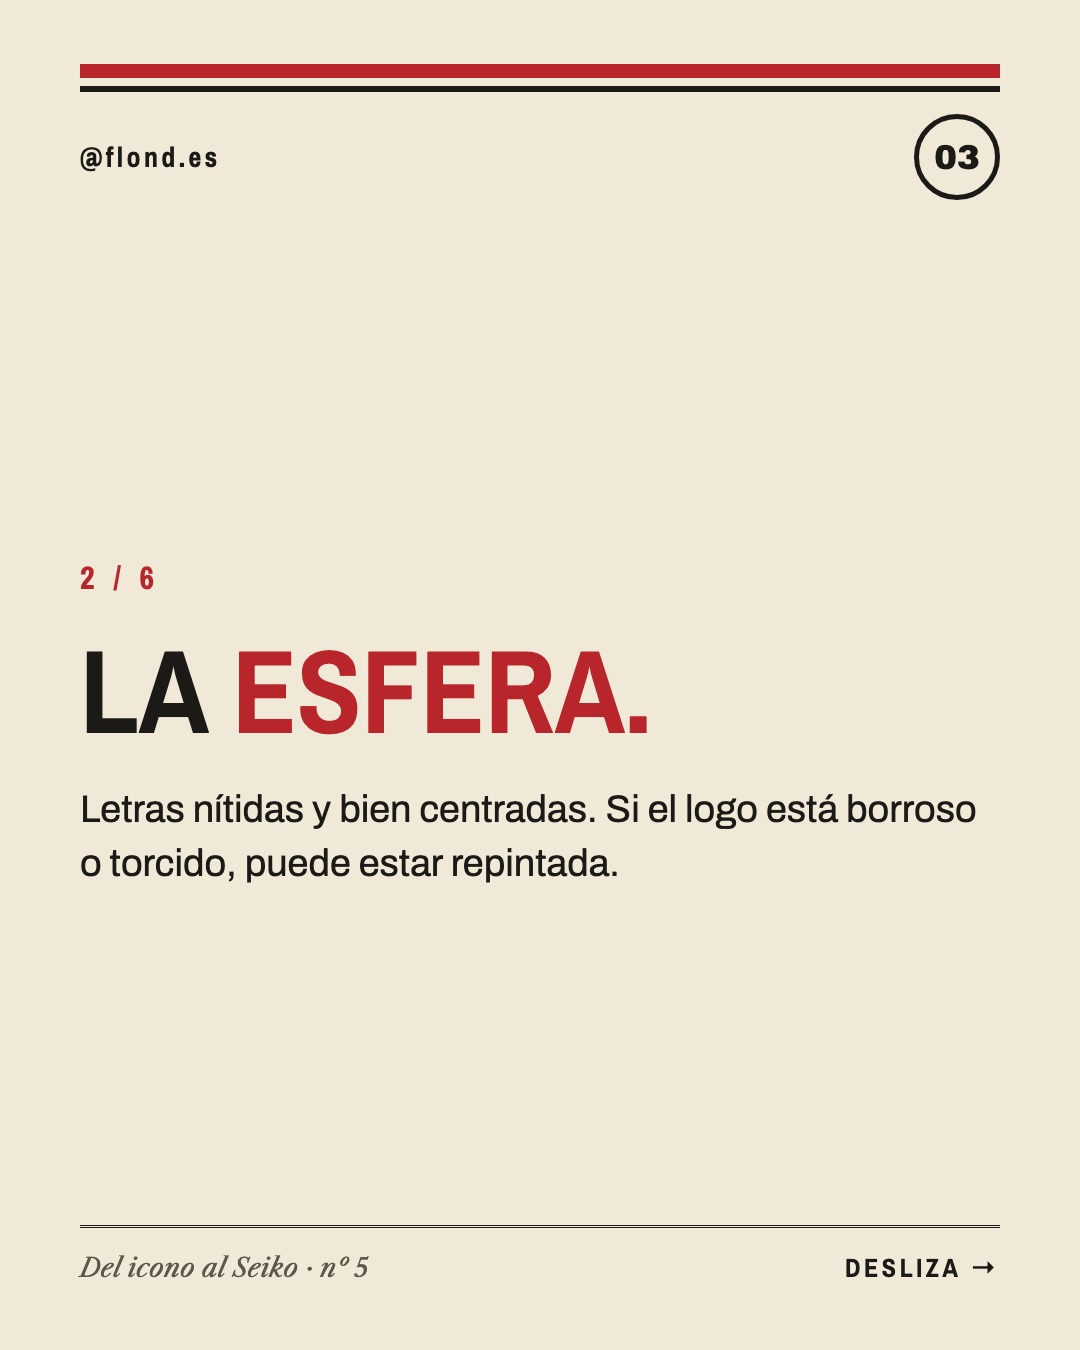 @flond.es
03
2 / 6
LA ESFERA.
Letras nítidas y bien centradas. Si el logo está borroso
o torcido, puede estar repintada.
Del icono al Seiko · nº 5
DESLIZA →